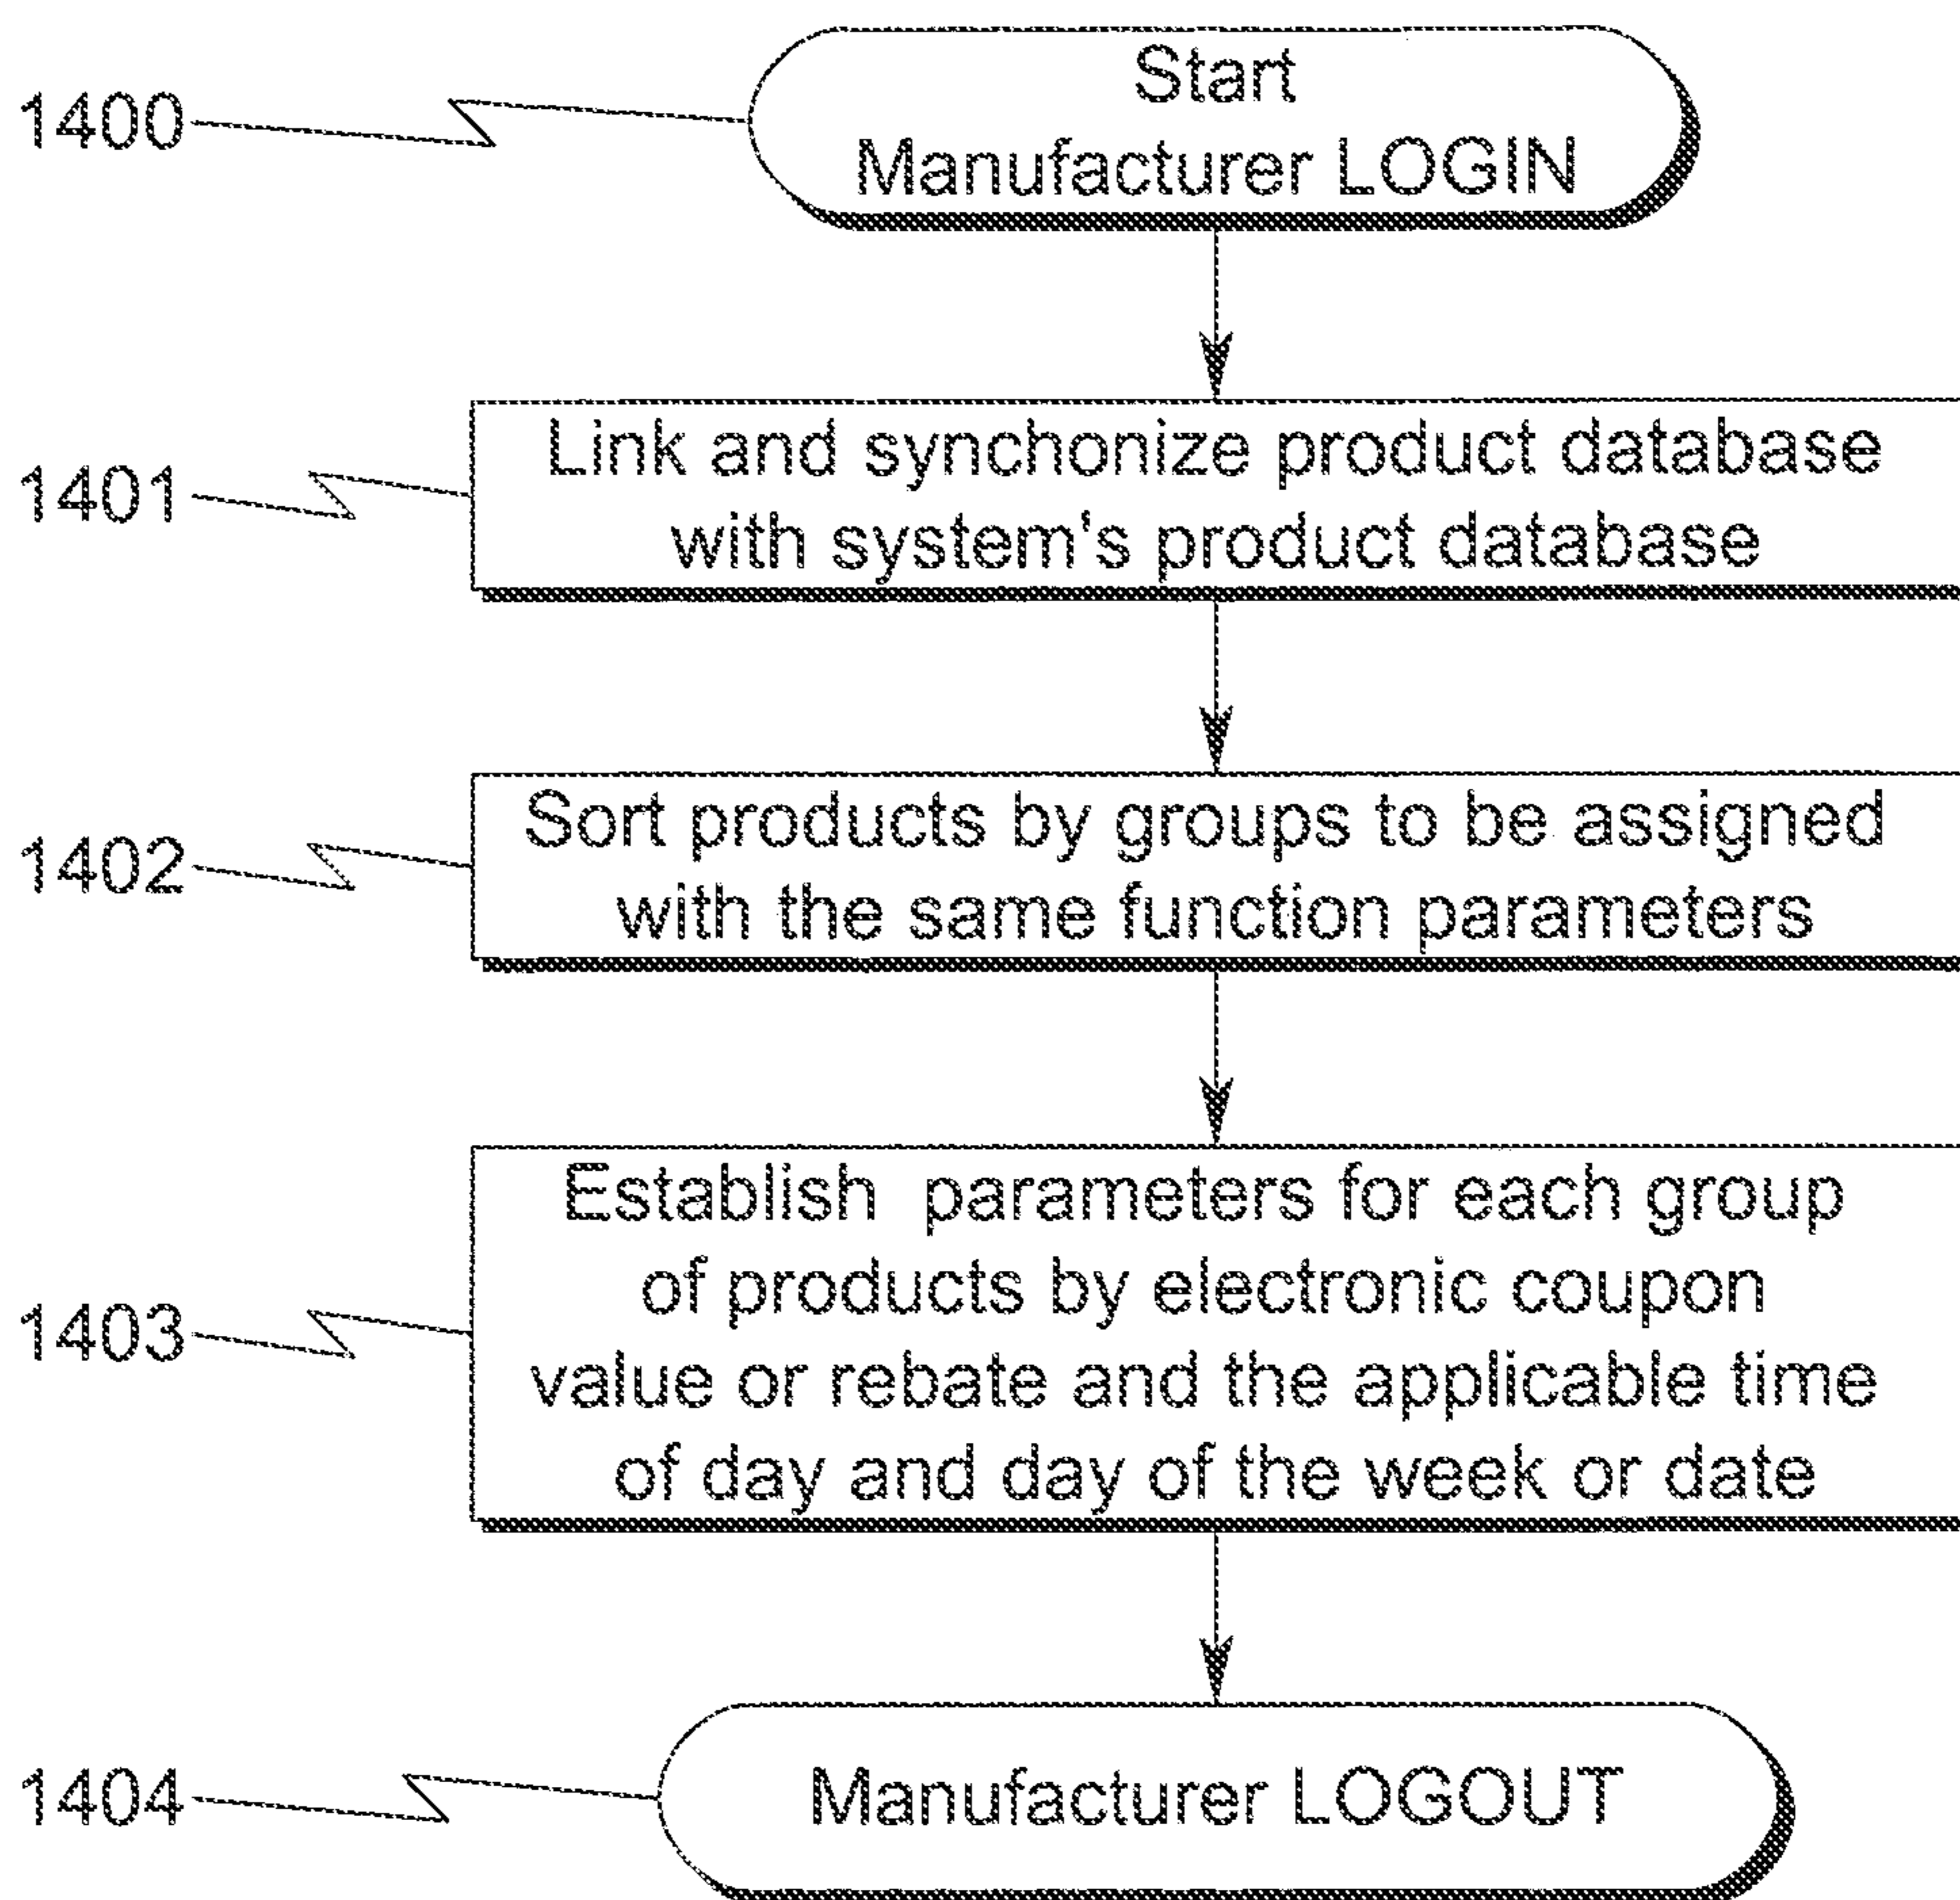 1400
Start
Manufacturer LOGIN
1401
Link and synchonize product database
with system's product database
1402
Sort products by groups to be assigned
with the same function parameters
1403
Establish parameters for each group
of products by electronic coupon
value or rebate and the applicable time
of day and day of the week or date
1404
Manufacturer LOGOUT